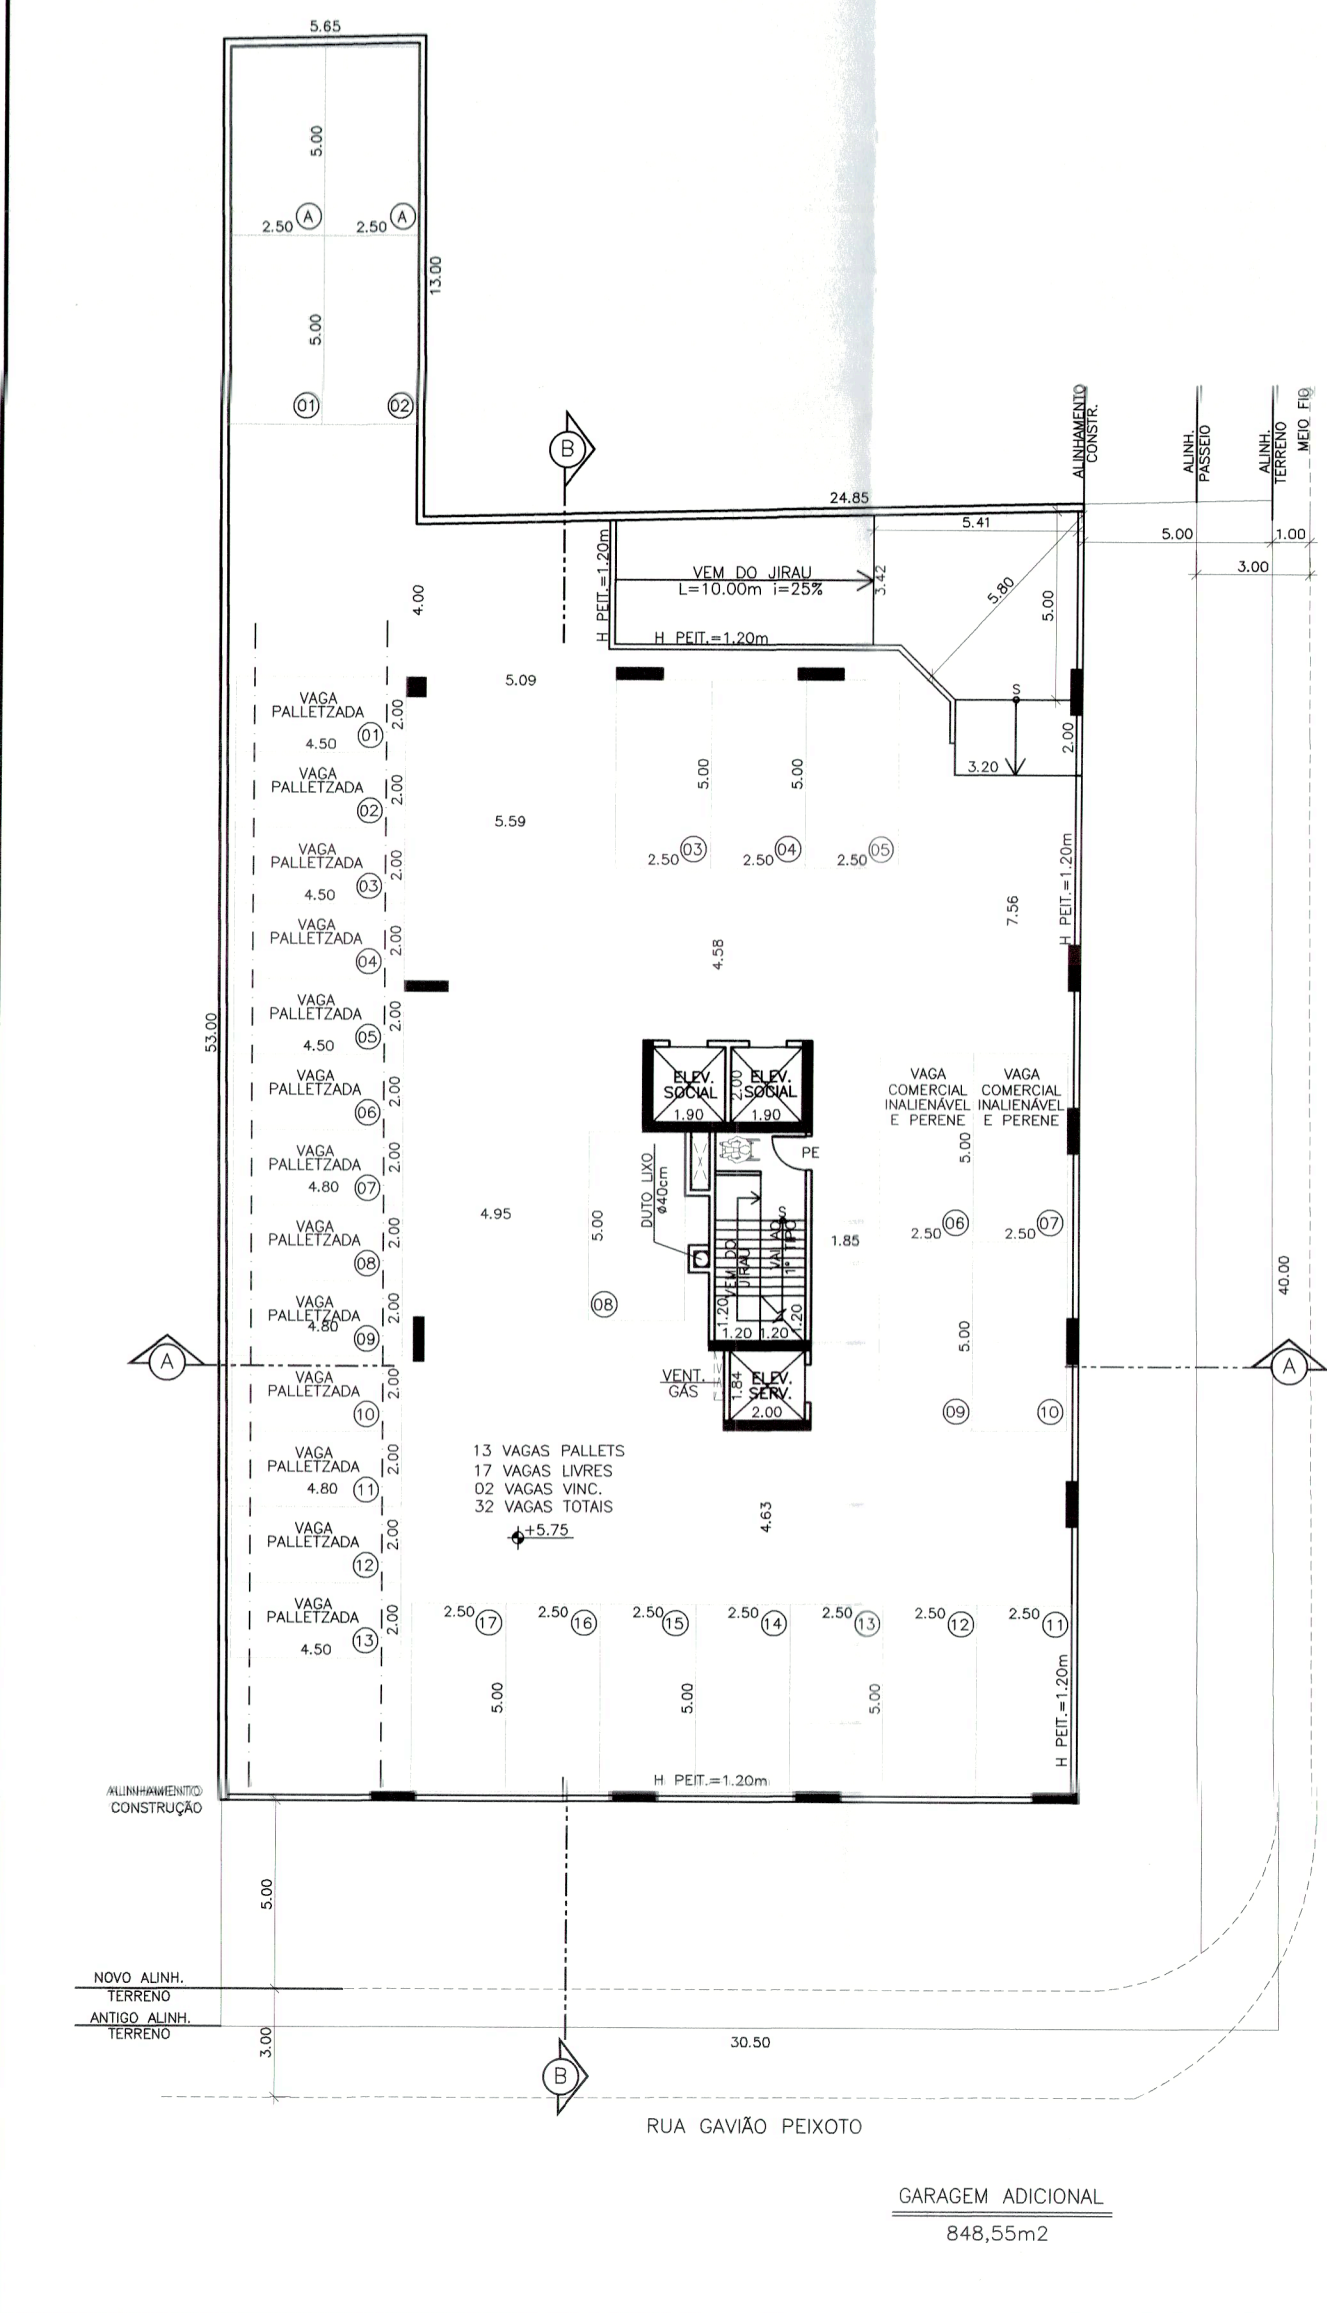 5.65
5.00
2.50 A
2.50 A
13.00
5.00
01
02
B
ALINHAMENTO
CONSTR.
ALINH.
PASSEIO
ALINH.
TERRENO
MEIO FIO
24.85
5.41
5.00
1.00
3.00
H PEIT.=1.20m
VEM DO JIRAU
L=10.00m i=25%
3.42
5.80
5.00
4.00
H PEIT.=1.20m
5.09
S
2.00
3.20
VAGA
PALLETZADA
4.50
01
2.00
VAGA
PALLETZADA
02
2.00
5.59
5.00
5.00
2.50 03
2.50 04
2.50 05
VAGA
PALLETZADA
4.50
03
2.00
H PEIT.=1.20m
7.56
VAGA
PALLETZADA
04
2.00
4.58
53.00
VAGA
PALLETZADA
4.50
05
2.00
VAGA
PALLETZADA
06
2.00
ELEV.
SOCIAL
1.90
2.00
ELEV.
SOCIAL
1.90
VAGA
COMERCIAL
INALIENÁVEL
E PERENE
VAGA
COMERCIAL
INALIENÁVEL
E PERENE
5.00
VAGA
PALLETZADA
4.80
07
2.00
PE
DUTO LIXO
ø40cm
4.95
5.00
08
VEM DO
JIRAU
S
VAI AO
1° TIPO
1.85
2.50 06
2.50 07
VAGA
PALLETZADA
08
2.00
40.00
VAGA
PALLETZADA
4.80
09
2.00
1.20
1.20
1.20
1.20
5.00
A
A
VAGA
PALLETZADA
10
2.00
VENT.
GÁS
1.84
ELEV.
SERV.
2.00
09
10
VAGA
PALLETZADA
4.80
11
2.00
13 VAGAS PALLETS
17 VAGAS LIVRES
02 VAGAS VINC.
32 VAGAS TOTAIS
+5.75
4.63
VAGA
PALLETZADA
12
2.00
VAGA
PALLETZADA
4.50
13
2.00
2.50 17
2.50 16
2.50 15
2.50 14
2.50 13
2.50 12
2.50 11
5.00
5.00
5.00
H PEIT.=1.20m
H PEIT.=1.20m
ALINHAMENTO
CONSTRUÇÃO
5.00
NOVO ALINH.
TERRENO
ANTIGO ALINH.
TERRENO
3.00
30.50
B
RUA GAVIÃO PEIXOTO
GARAGEM ADICIONAL
848,55m2